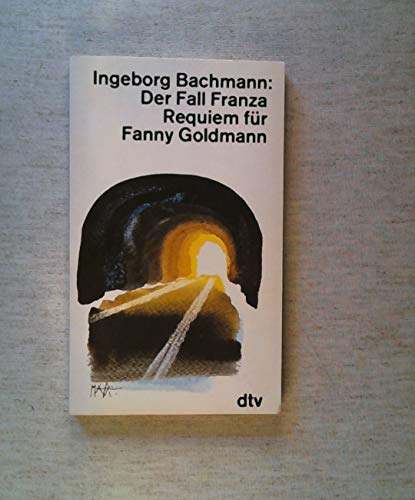 Ingeborg Bachmann:
Der Fall Franza
Requiem für
Fanny Goldmann
dtv